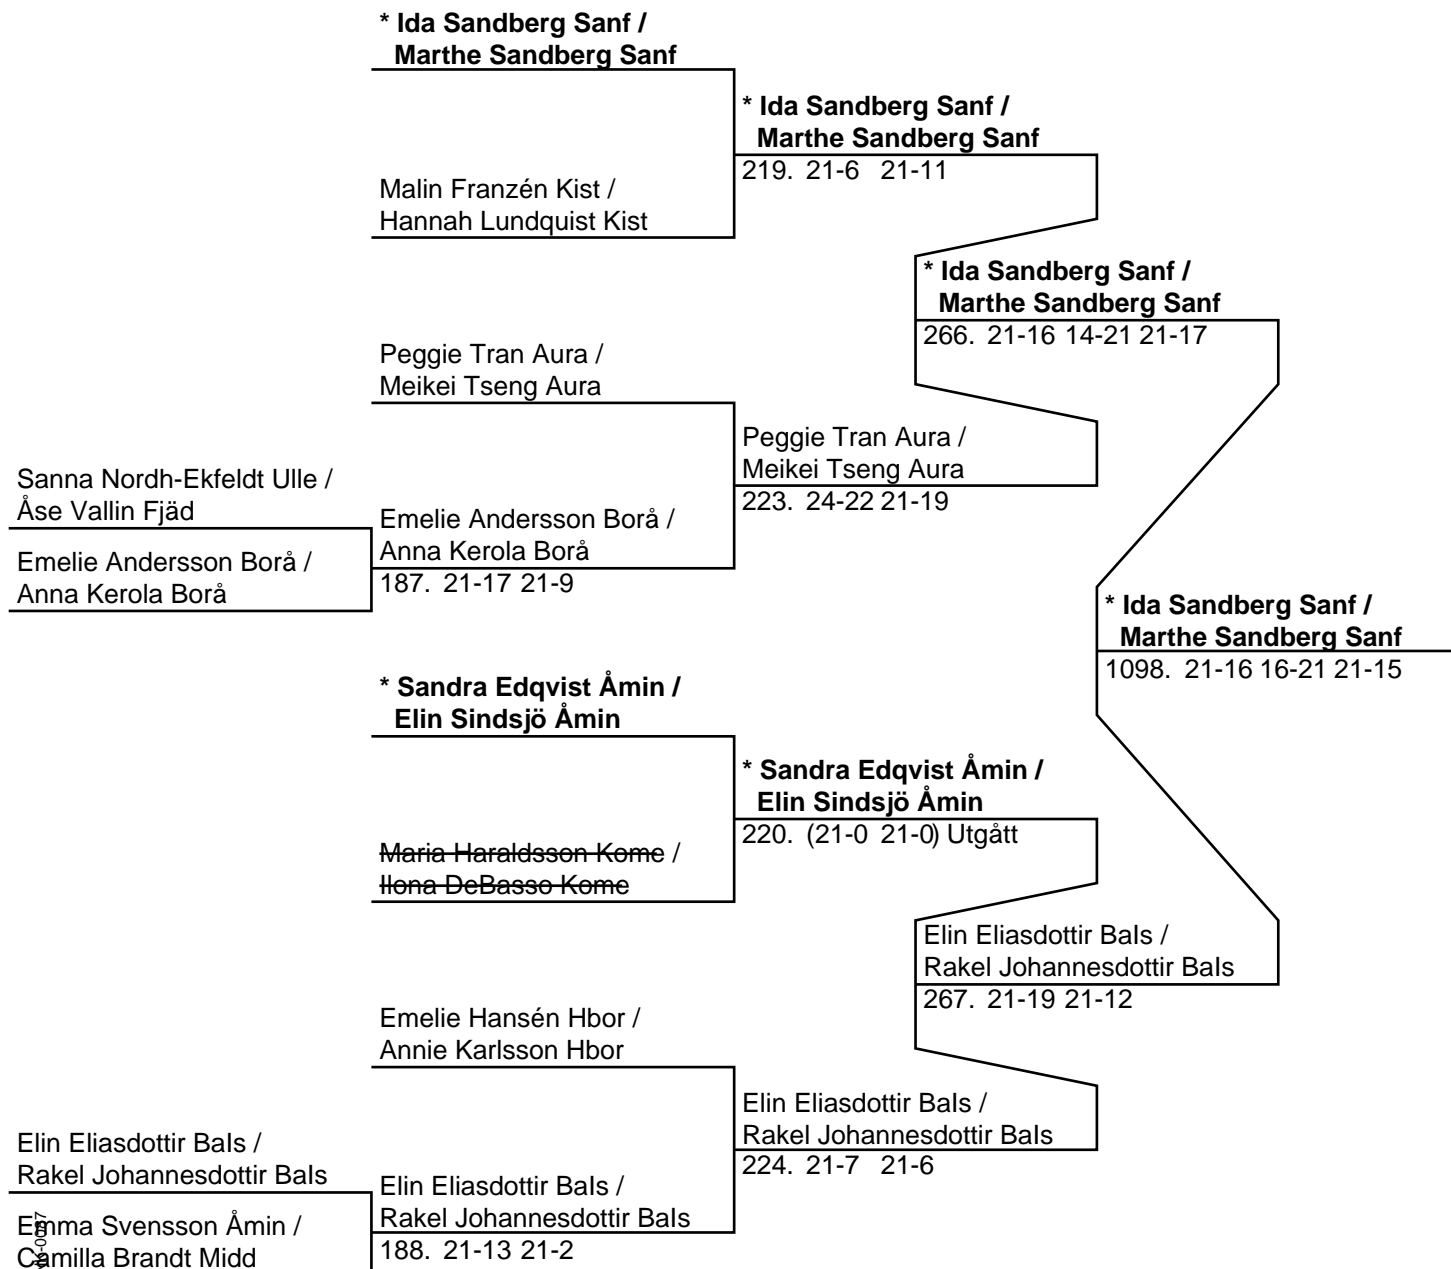 * Ida Sandberg Sanf /
Marthe Sandberg Sanf
* Ida Sandberg Sanf /
Marthe Sandberg Sanf
219. 21-6 21-11
Malin Franzén Kist /
Hannah Lundquist Kist
* Ida Sandberg Sanf /
Marthe Sandberg Sanf
266. 21-16 14-21 21-17
Peggie Tran Aura /
Meikei Tseng Aura
Peggie Tran Aura /
Meikei Tseng Aura
223. 24-22 21-19
Sanna Nordh-Ekfeldt Ulle /
Åse Vallin Fjäd
Emelie Andersson Borå /
Anna Kerola Borå
187. 21-17 21-9
Emelie Andersson Borå /
Anna Kerola Borå
* Ida Sandberg Sanf /
Marthe Sandberg Sanf
1098. 21-16 16-21 21-15
* Sandra Edqvist Åmin /
Elin Sindsjö Åmin
* Sandra Edqvist Åmin /
Elin Sindsjö Åmin
220. (21-0 21-0) Utgått
Maria Haraldsson Kome /
Ilona DeBasso Kome
Elin Eliasdottir BaIs /
Rakel Johannesdottir BaIs
267. 21-19 21-12
Emelie Hansén Hbor /
Annie Karlsson Hbor
Elin Eliasdottir BaIs /
Rakel Johannesdottir BaIs
224. 21-7 21-6
Elin Eliasdottir BaIs /
Rakel Johannesdottir BaIs
Elin Eliasdottir BaIs /
Rakel Johannesdottir BaIs
188. 21-13 21-2
Emma Svensson Åmin /
Camilla Brandt Midd